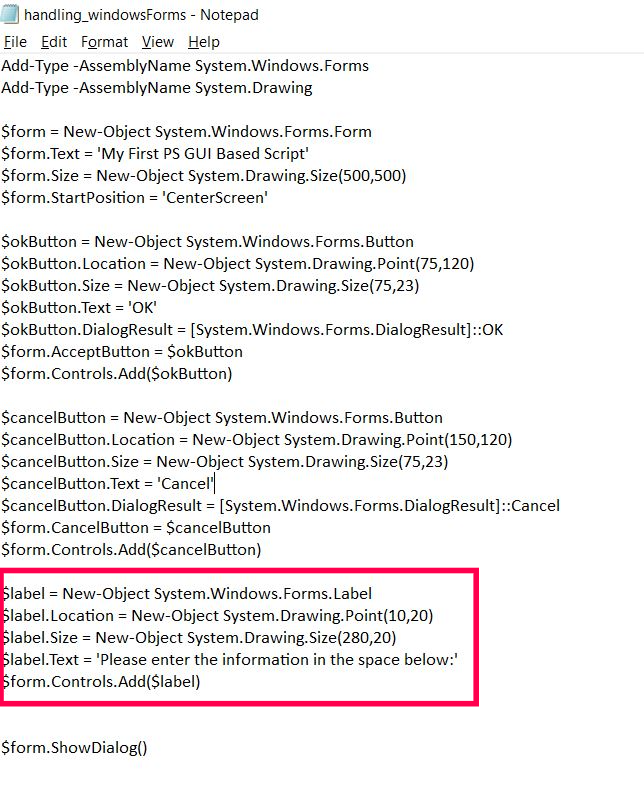 handling_windowsForms - Notepad
File Edit Format View Help
Add-Type -AssemblyName System.Windows.Forms
Add-Type -AssemblyName System.Drawing
$form = New-Object System.Windows.Forms.Form
$form.Text = 'My First PS GUI Based Script'
$form.Size = New-Object System.Drawing.Size(500,500)
$form.StartPosition = 'CenterScreen'
$okButton = New-Object System.Windows.Forms.Button
$okButton.Location = New-Object System.Drawing.Point(75,120)
$okButton.Size = New-Object System.Drawing.Size(75,23)
$okButton.Text = 'OK'
$okButton.DialogResult = [System.Windows.Forms.DialogResult]::OK
$form.AcceptButton = $okButton
$form.Controls.Add($okButton)
$cancelButton = New-Object System.Windows.Forms.Button
$cancelButton.Location = New-Object System.Drawing.Point(150,120)
$cancelButton.Size = New-Object System.Drawing.Size(75,23)
$cancelButton.Text = 'Cancel'
$cancelButton.DialogResult = [System.Windows.Forms.DialogResult]::Cancel
$form.CancelButton = $cancelButton
$form.Controls.Add($cancelButton)
$label = New-Object System.Windows.Forms.Label
$label.Location = New-Object System.Drawing.Point(10,20)
$label.Size = New-Object System.Drawing.Size(280,20)
$label.Text = 'Please enter the information in the space below:'
$form.Controls.Add($label)
$form.ShowDialog()